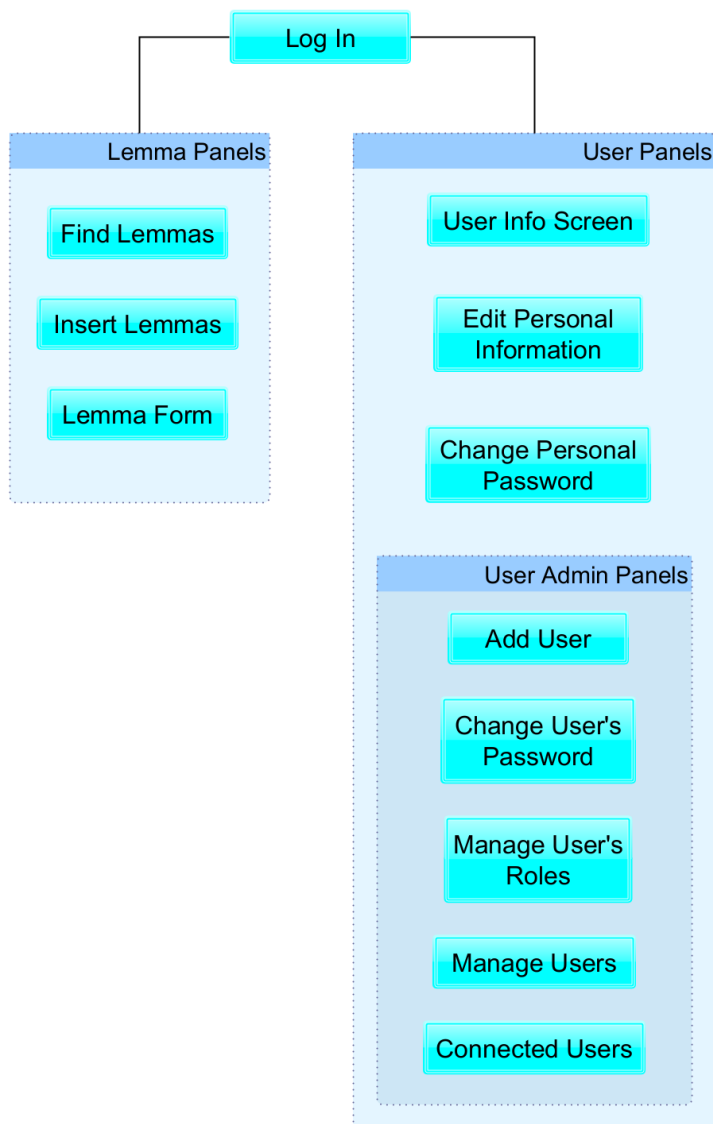 Log In
Lemma Panels
Find Lemmas
Insert Lemmas
Lemma Form
User Panels
User Info Screen
Edit Personal
Information
Change Personal
Password
User Admin Panels
Add User
Change User's
Password
Manage User's
Roles
Manage Users
Connected Users